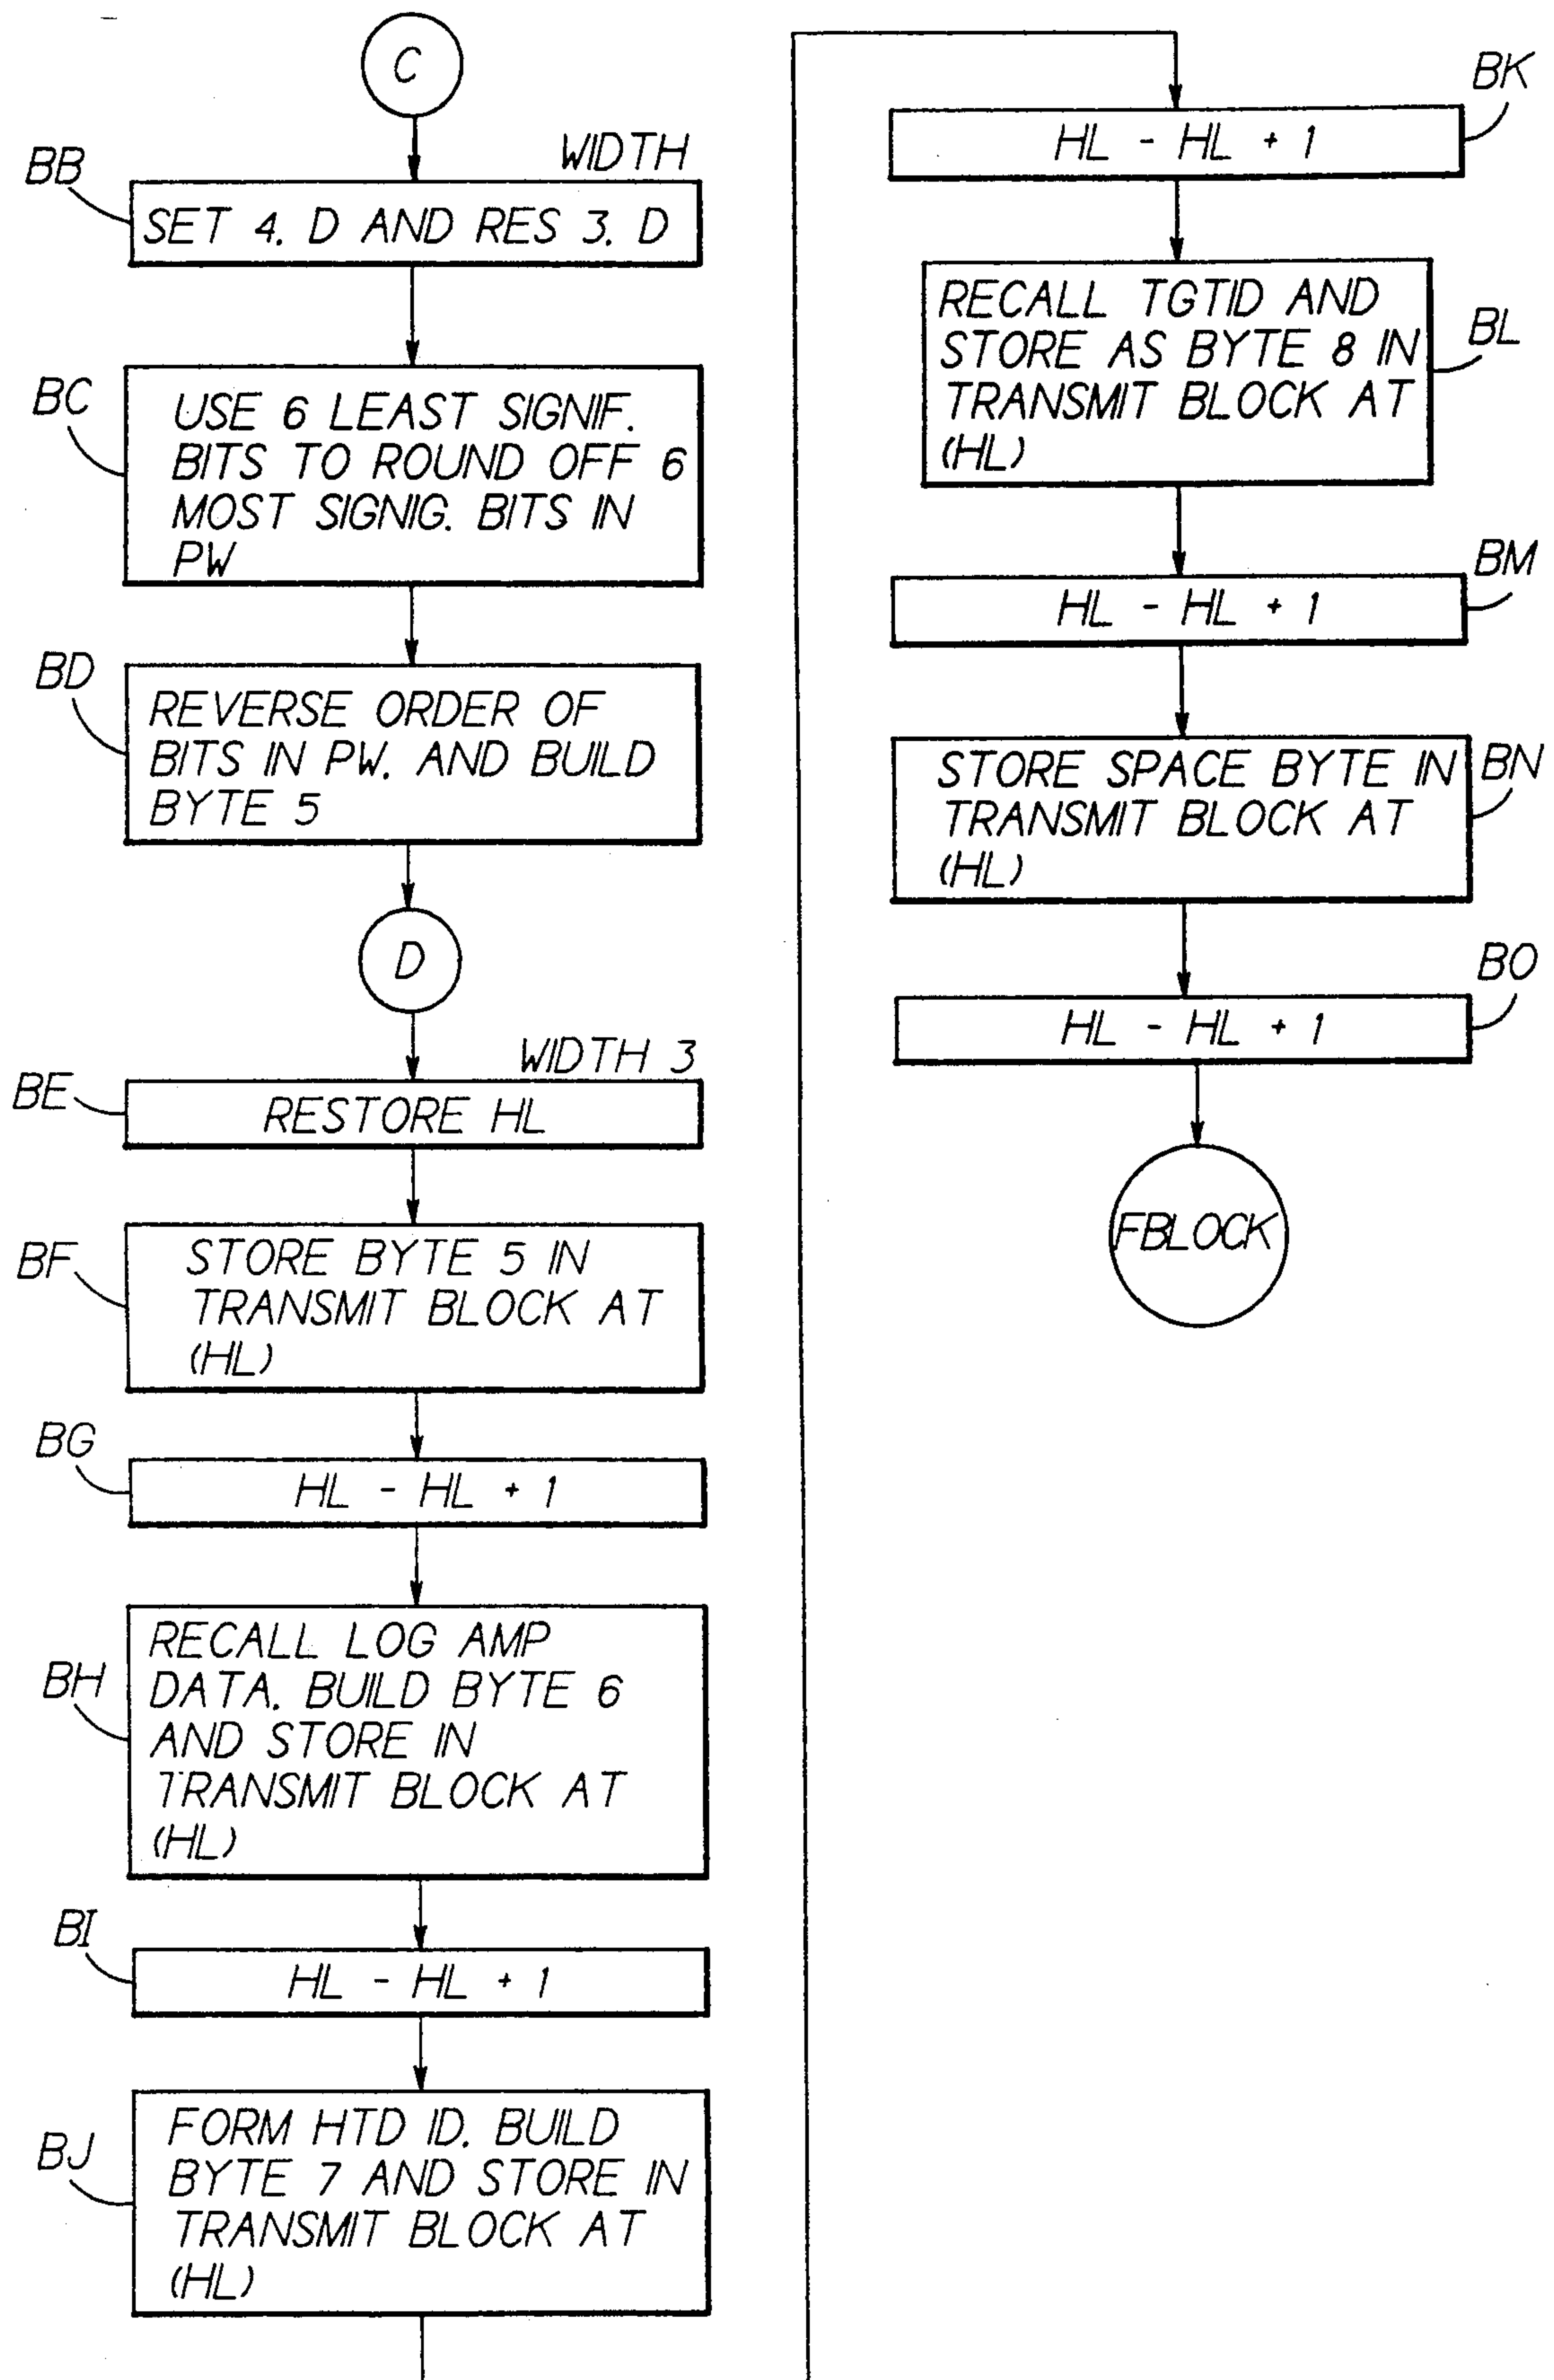 C
WIDTH
BB
SET 4, D AND RES 3, D
BC
USE 6 LEAST SIGNIF.
BITS TO ROUND OFF 6
MOST SIGNIG. BITS IN
PW
BD
REVERSE ORDER OF
BITS IN PW, AND BUILD
BYTE 5
D
WIDTH 3
BE
RESTORE HL
BF
STORE BYTE 5 IN
TRANSMIT BLOCK AT
(HL)
BG
HL - HL + 1
BH
RECALL LOG AMP
DATA, BUILD BYTE 6
AND STORE IN
TRANSMIT BLOCK AT
(HL)
BI
HL - HL + 1
BJ
FORM HTD ID, BUILD
BYTE 7 AND STORE IN
TRANSMIT BLOCK AT
(HL)
BK
HL - HL + 1
BL
RECALL TGTID AND
STORE AS BYTE 8 IN
TRANSMIT BLOCK AT
(HL)
BM
HL - HL + 1
BN
STORE SPACE BYTE IN
TRANSMIT BLOCK AT
(HL)
BO
HL - HL + 1
FBLOCK